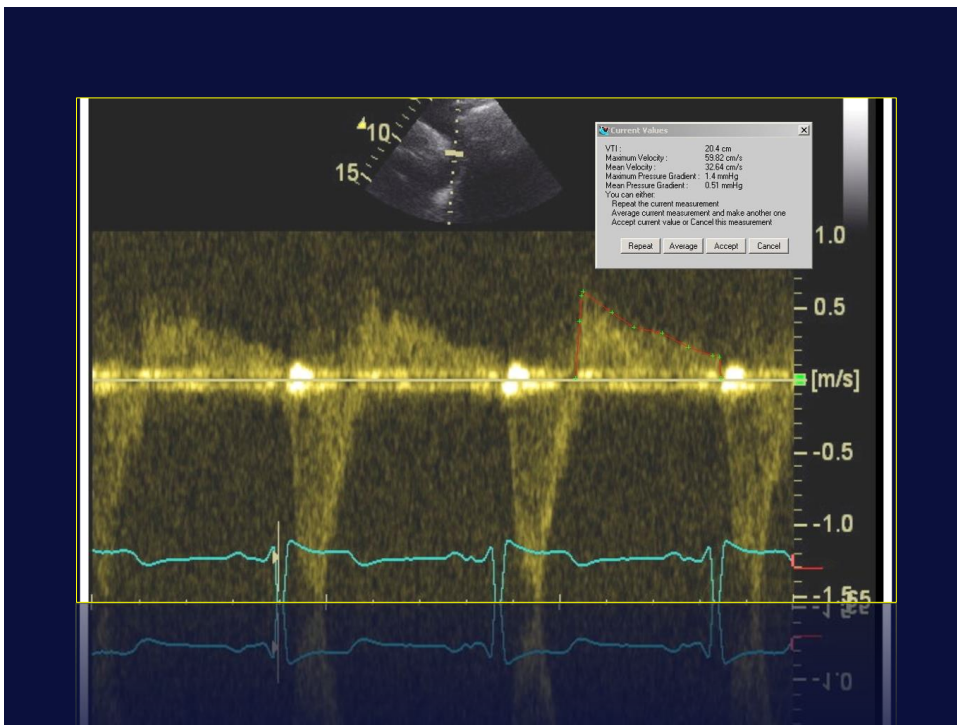 10
15
Current Values
VTI : 20.4 cm
Maximum Velocity : 59.82 cm/s
Mean Velocity : 32.64 cm/s
Maximum Pressure Gradient : 1.4 mmHg
Mean Pressure Gradient : 0.51 mmHg
You can either:
Repeat the current measurement
Average current measurement and make another one
Accept current value or Cancel this measurement
Repeat Average Accept Cancel
1.0
0.5
[m/s]
-0.5
-1.0
-1.5